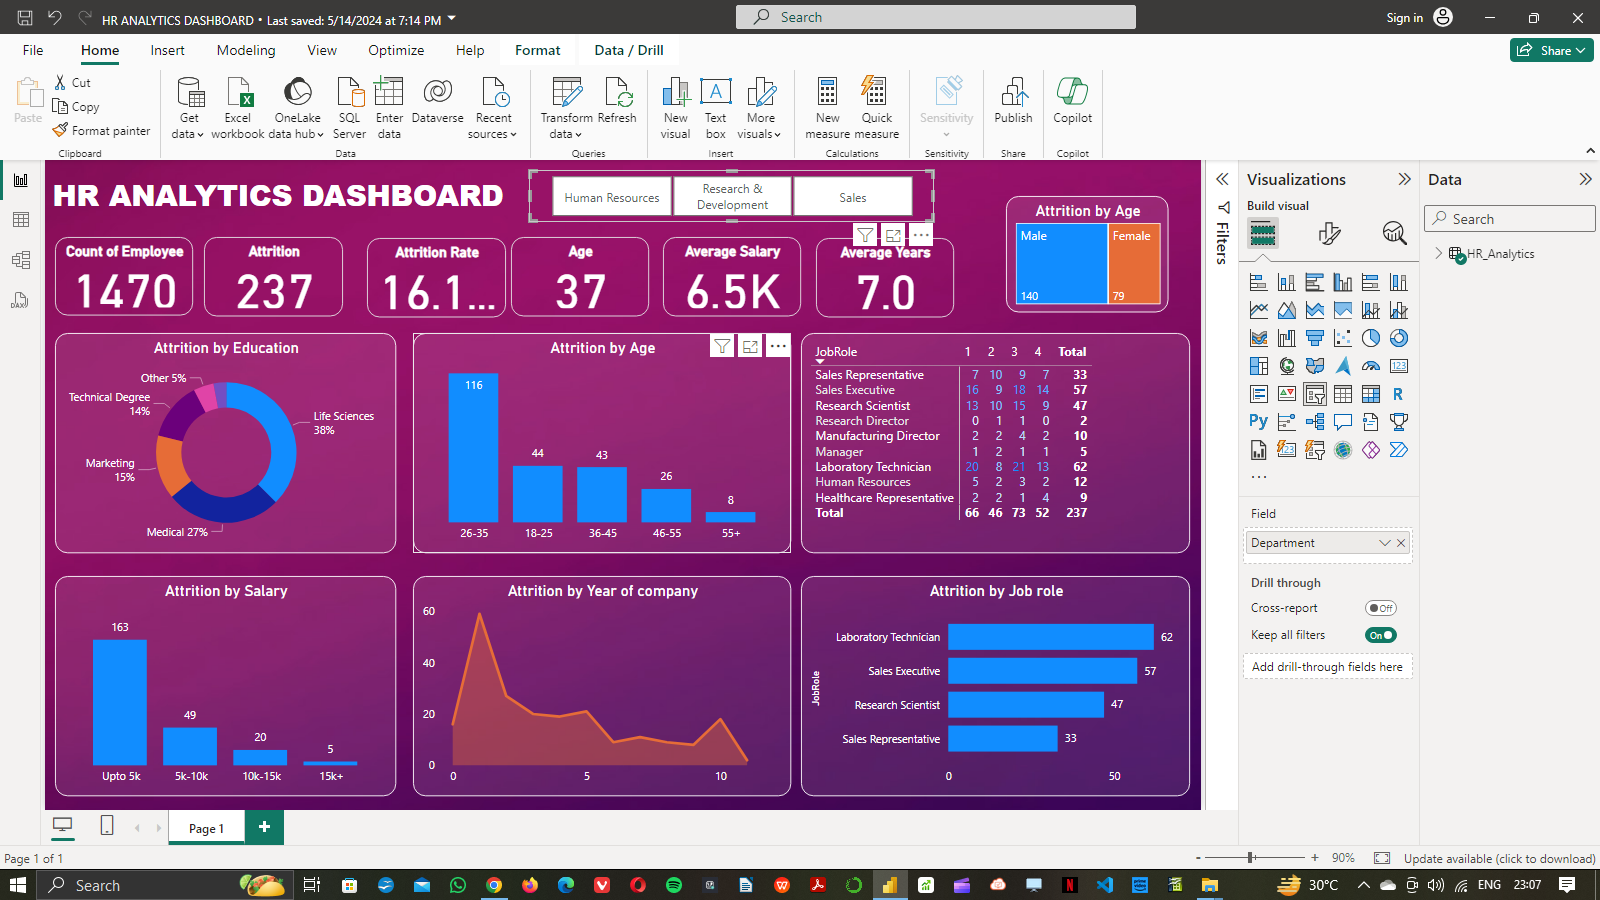 HR ANALYTICS DASHBOARD • Last saved: 5/14/2024 at 7:14 PM
Search
Sign in
File
Home
Insert
Modeling
View
Optimize
Help
Format
Data / Drill
Share
Paste
Cut
Copy
Format painter
Clipboard
Get data
Excel workbook
OneLake data hub
SQL Server
Enter data
Dataverse
Recent sources
Data
Transform data
Refresh
Queries
New visual
Text box
More visuals
Insert
New measure
Quick measure
Calculations
Sensitivity
Sensitivity
Publish
Share
Copilot
Copilot
HR ANALYTICS DASHBOARD
Human Resources
Research & Development
Sales
Count of Employee
1470
Attrition
237
Attrition Rate
16.1...
Age
37
Average Salary
6.5K
Average Years
7.0
Attrition by Age
Male
140
Female
79
Attrition by Education
Other 5%
Technical Degree
14%
Life Sciences
38%
Marketing
15%
Medical 27%
Attrition by Age
116
44
43
26
8
26-35 18-25 36-45 46-55 55+
JobRole 1 2 3 4 Total
Sales Representative 7 10 9 7 33
Sales Executive 16 9 18 14 57
Research Scientist 13 10 15 9 47
Research Director 0 1 1 0 2
Manufacturing Director 2 2 4 2 10
Manager 1 2 1 1 5
Laboratory Technician 20 8 21 13 62
Human Resources 5 2 3 2 12
Healthcare Representative 2 2 1 4 9
Total 66 46 73 52 237
Attrition by Salary
163
49
20
5
Upto 5k 5k-10k 10k-15k 15k+
Attrition by Year of company
60
40
20
0
0 5 10
Attrition by Job role
JobRole
Laboratory Technician 62
Sales Executive 57
Research Scientist 47
Sales Representative 33
0 50
Filters
Visualizations
Build visual
R
Py
Field
Department
Drill through
Cross-report Off
Keep all filters On
Add drill-through fields here
Data
Search
HR_Analytics
Page 1
Page 1 of 1
- + 90%
Update available (click to download)
Search
30°C
ENG 23:07